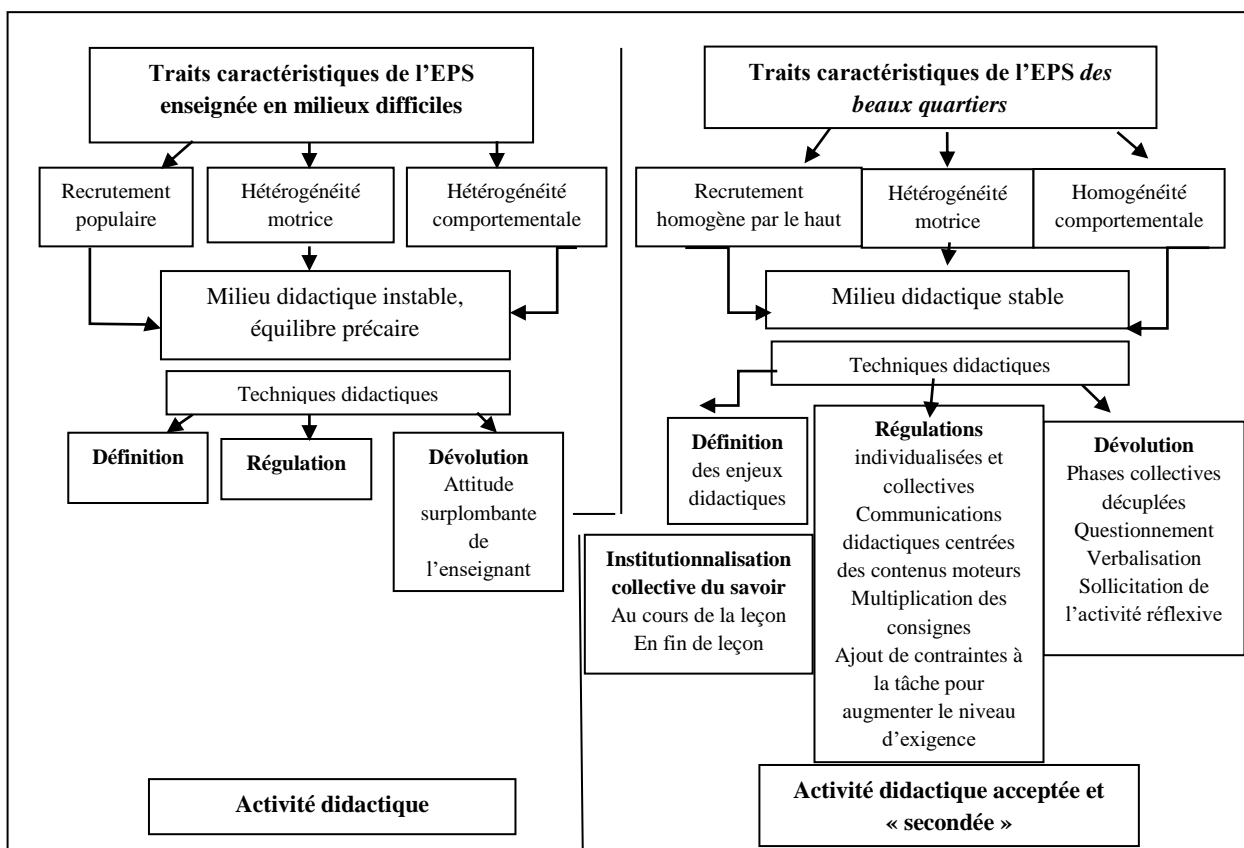 Traits caractéristiques de l'EPS
enseignée en milieux difficiles
Recrutement
populaire
Hétérogénéité
motrice
Hétérogénéité
comportementale
Milieu didactique instable,
équilibre précaire
Techniques didactiques
Définition
Régulation
Dévolution
Attitude
surplombante
de
l'enseignant
Activité didactique
Traits caractéristiques de l'EPS des
beaux quartiers
Recrutement
homogène par le haut
Hétérogénéité
motrice
Homogénéité
comportementale
Milieu didactique stable
Techniques didactiques
Définition
des enjeux
didactiques
Institutionnalisation
collective du savoir
Au cours de la leçon
En fin de leçon
Régulations
individualisées et
collectives
Communications
didactiques centrées
des contenus moteurs
Multiplication des
consignes
Ajout de contraintes à
la tâche pour
augmenter le niveau
d'exigence
Dévolution
Phases collectives
décuplées
Questionnement
Verbalisation
Sollicitation de
l'activité réflexive
Activité didactique acceptée et
« secondée »